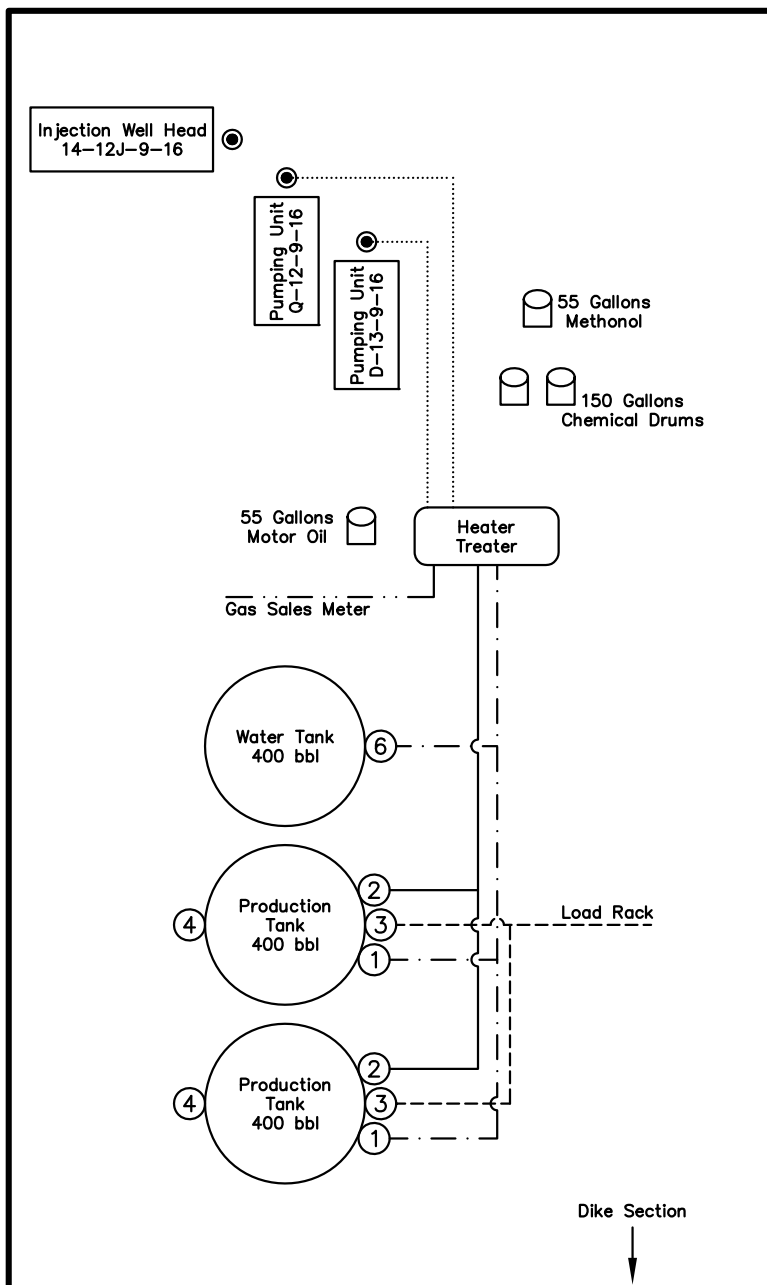 Injection Well Head
14-12J-9-16
Pumping Unit
Q-12-9-16
Pumping Unit
D-13-9-16
55 Gallons
Methonol
150 Gallons
Chemical Drums
55 Gallons
Motor Oil
Heater
Treater
Gas Sales Meter
Water Tank
400 bbl
6
Production
Tank
400 bbl
4
2
3
1
Load Rack
Production
Tank
400 bbl
4
2
3
1
Dike Section